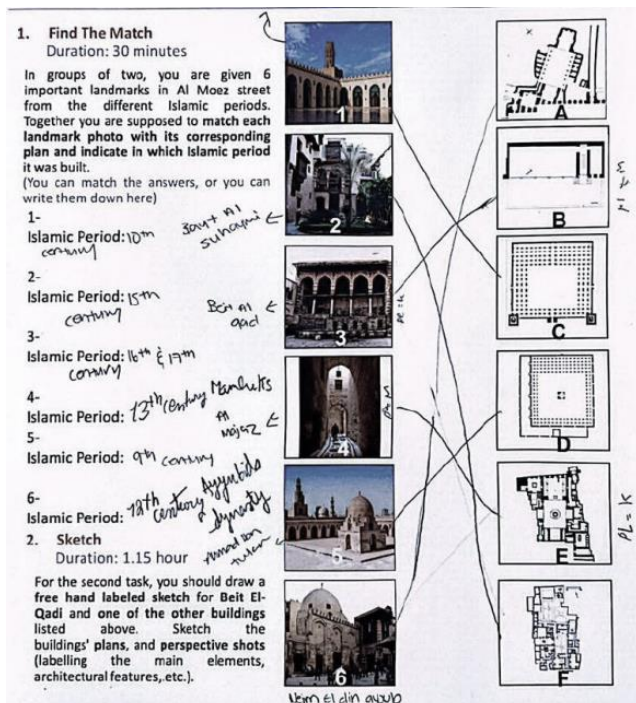 1. Find The Match
Duration: 30 minutes
In groups of two, you are given 6
important landmarks in Al Moez street
from the different Islamic periods.
Together you are supposed to match each
landmark photo with its corresponding
plan and indicate in which Islamic period
it was built.
(You can match the answers, or you can
write them down here)
1-
Islamic Period: 10th
century
2-
Islamic Period: 15th
century
3-
Islamic Period: 16th & 17th
century
4-
Islamic Period: 13th century Mamluks
5-
Islamic Period: 9th century
6-
Islamic Period: 12th century Ayyubids
dynasty
2. Sketch
Duration: 1.15 hour
For the second task, you should draw a
free hand labeled sketch for Beit El-
Qadi and one of the other buildings
listed above. Sketch the
buildings' plans, and perspective shots
(labelling the main elements,
architectural features,.etc.).
Bayt Al
suhaymi
Beit Al
qadi
Al
Mojaz
1
2
3
4
5
6
Neim El din ayyub
A
B
C
D
E
F